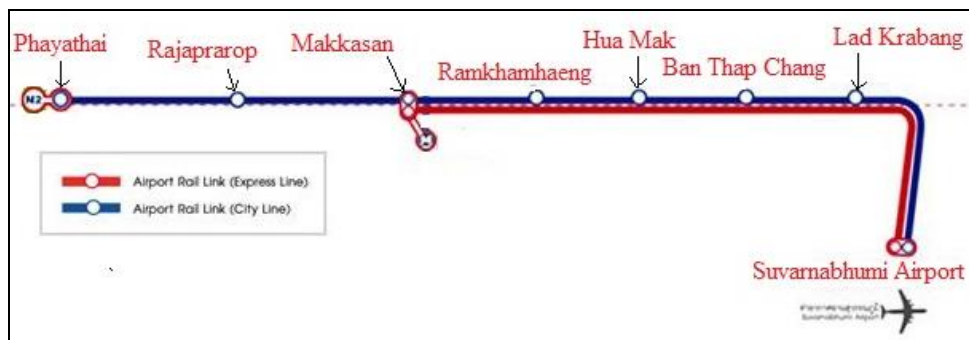 Phayathai
Rajaprarop
Makkasan
Ramkhamhaeng
Hua Mak
Ban Thap Chang
Lad Krabang
N2
M
Airport Rail Link (Express Line)
Airport Rail Link (City Line)
Suvarnabhumi Airport
Suvarnabhumi Airport